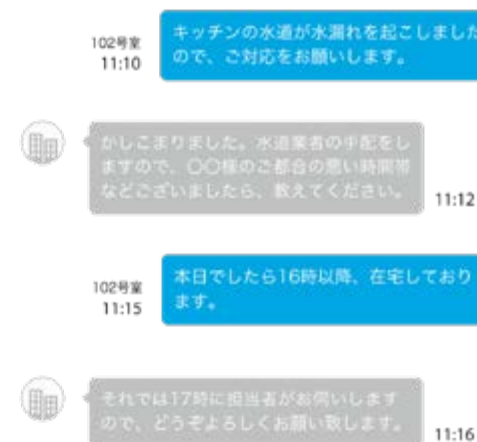 キッチンの水道が水漏れを起こしました
ので、ご対応をお願いします。
102号室
11:10
かしこまりました。水道業者の手配をし
ますので、〇〇様のご都合の悪い時間帯
などございましたら、教えてください。
11:12
本日でしたら16時以降、在宅しており
ます。
102号室
11:15
それでは17時に担当者がお伺いします
ので、どうぞよろしくお願い致します。
11:16